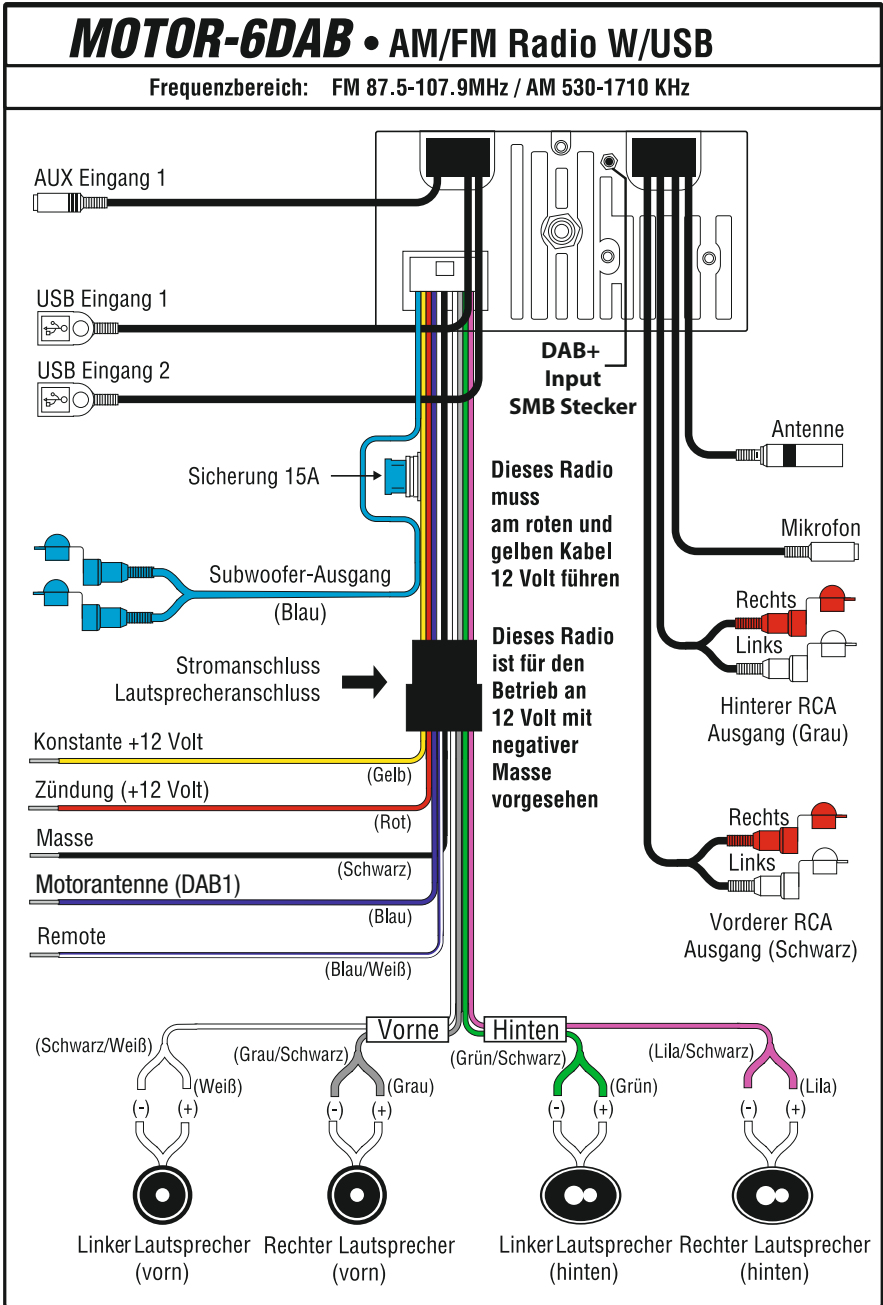 MOTOR-6DAB • AM/FM Radio W/USB
Frequenzbereich: FM 87.5-107.9MHz / AM 530-1710 KHz
AUX Eingang 1
USB Eingang 1
USB Eingang 2
DAB+
Input
SMB Stecker
Antenne
Sicherung 15A
Dieses Radio
muss
am roten und
gelben Kabel
12 Volt führen
Mikrofon
Subwoofer-Ausgang
(Blau)
Rechts
Links
Hinterer RCA
Ausgang (Grau)
Stromanschluss
Lautsprecheranschluss
Dieses Radio
ist für den
Betrieb an
12 Volt mit
negativer
Masse
vorgesehen
Konstante +12 Volt
(Gelb)
Zündung (+12 Volt)
(Rot)
Masse
(Schwarz)
Motorantenne (DAB1)
(Blau)
Remote
(Blau/Weiß)
Rechts
Links
Vorderer RCA
Ausgang (Schwarz)
Vorne
Hinten
(Schwarz/Weiß)
(Weiß)
(Grau/Schwarz)
(Grau)
(Grün/Schwarz)
(Grün)
(Lila/Schwarz)
(Lila)
(-) (+)
(-) (+)
(-) (+)
(-) (+)
Linker Lautsprecher
(vorn)
Rechter Lautsprecher
(vorn)
Linker Lautsprecher
(hinten)
Rechter Lautsprecher
(hinten)